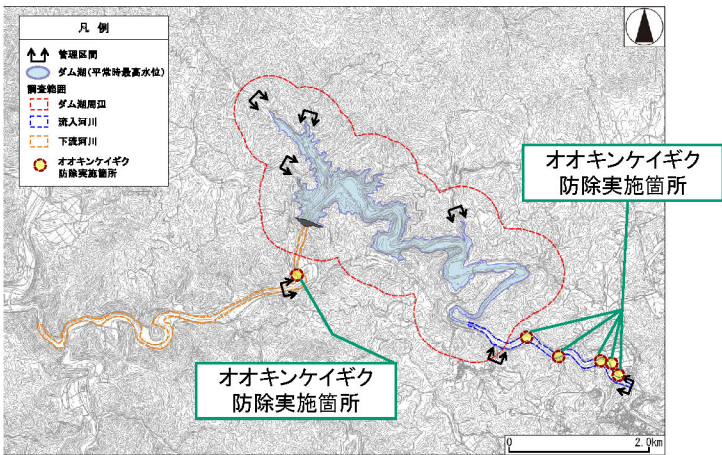 凡 例
管理区間
ダム湖(平常時最高水位)
調査範囲
ダム湖周辺
流入河川
下流河川
オオキンケイギク
防除実施箇所
オオキンケイギク
防除実施箇所
オオキンケイギク
防除実施箇所
0 2.0km